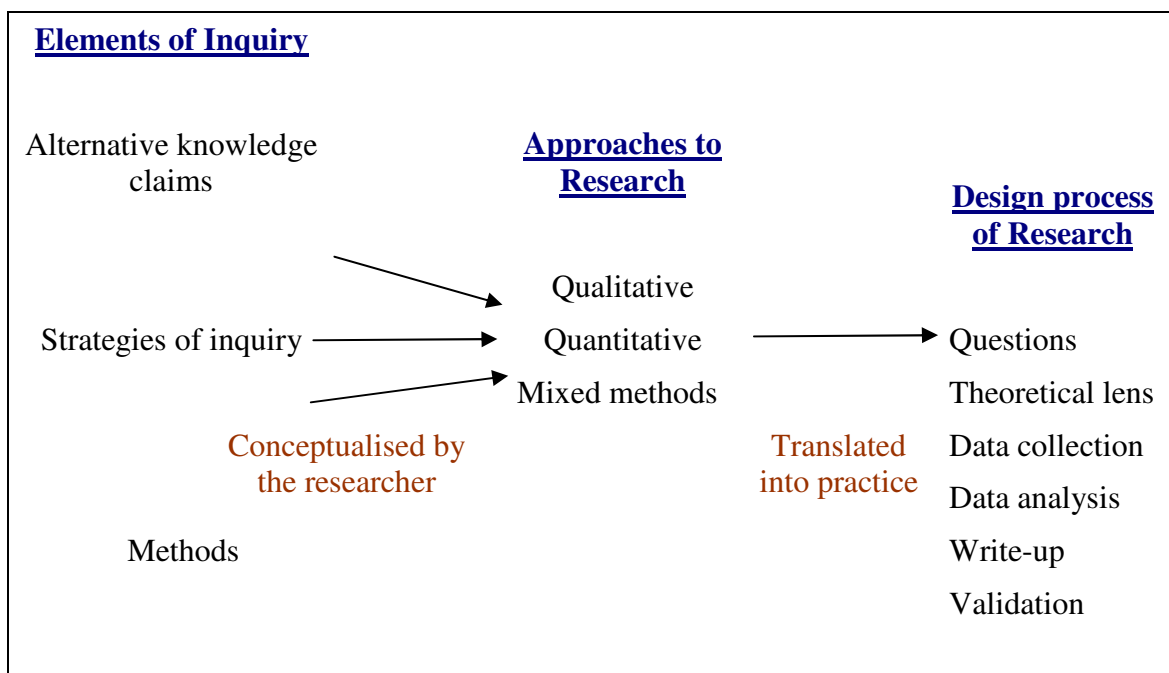 Elements of Inquiry
Alternative knowledge
claims
Approaches to
Research
Design process
of Research
Qualitative
Strategies of inquiry
Quantitative
Questions
Mixed methods
Theoretical lens
Conceptualised by
the researcher
Translated
into practice
Data collection
Data analysis
Methods
Write-up
Validation